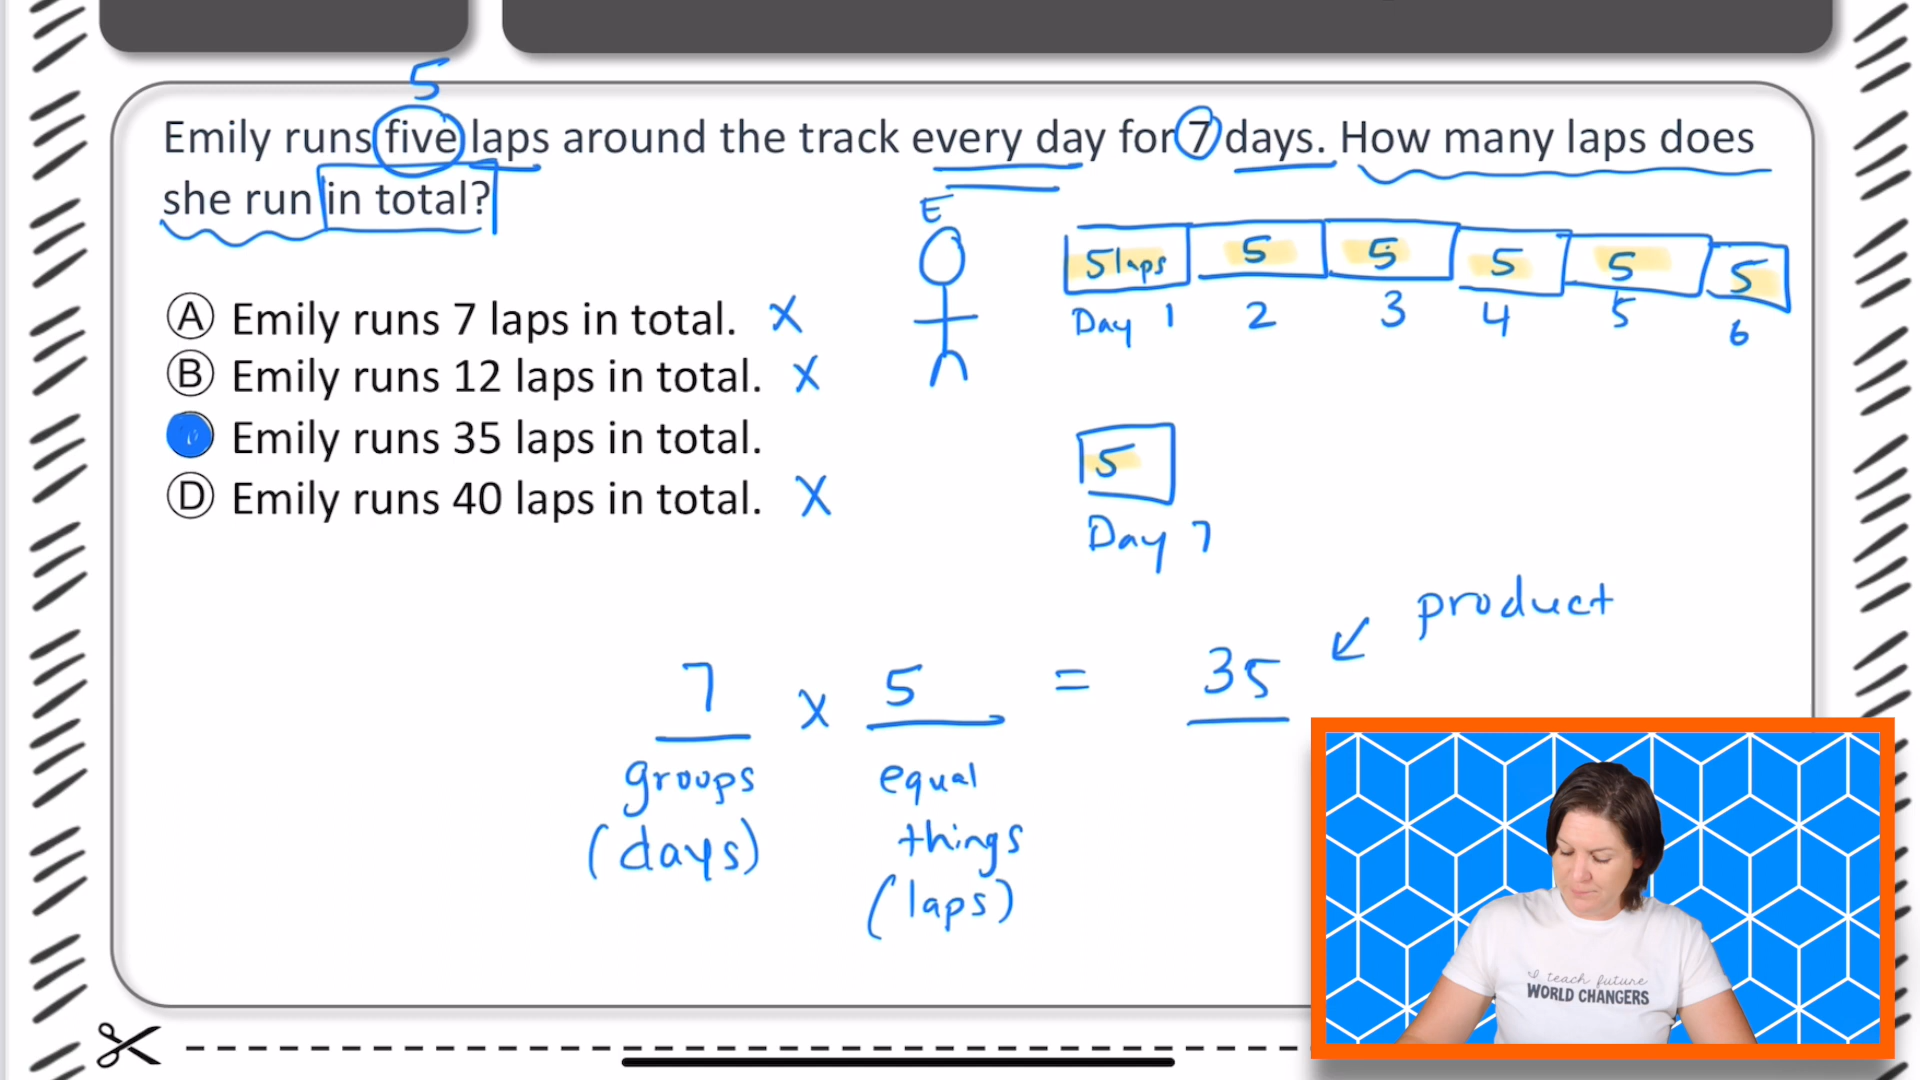 5
Emily runs five laps around the track every day for 7 days. How many laps does
she run in total?
E
5 laps 5 5 5 5 5
Day 1 2 3 4 5 6
A Emily runs 7 laps in total. X
B Emily runs 12 laps in total. X
Emily runs 35 laps in total.
D Emily runs 40 laps in total. X
5
Day 7
product
7 x 5 = 35
groups equal
(days) things
(laps)
I teach future
WORLD CHANGERS